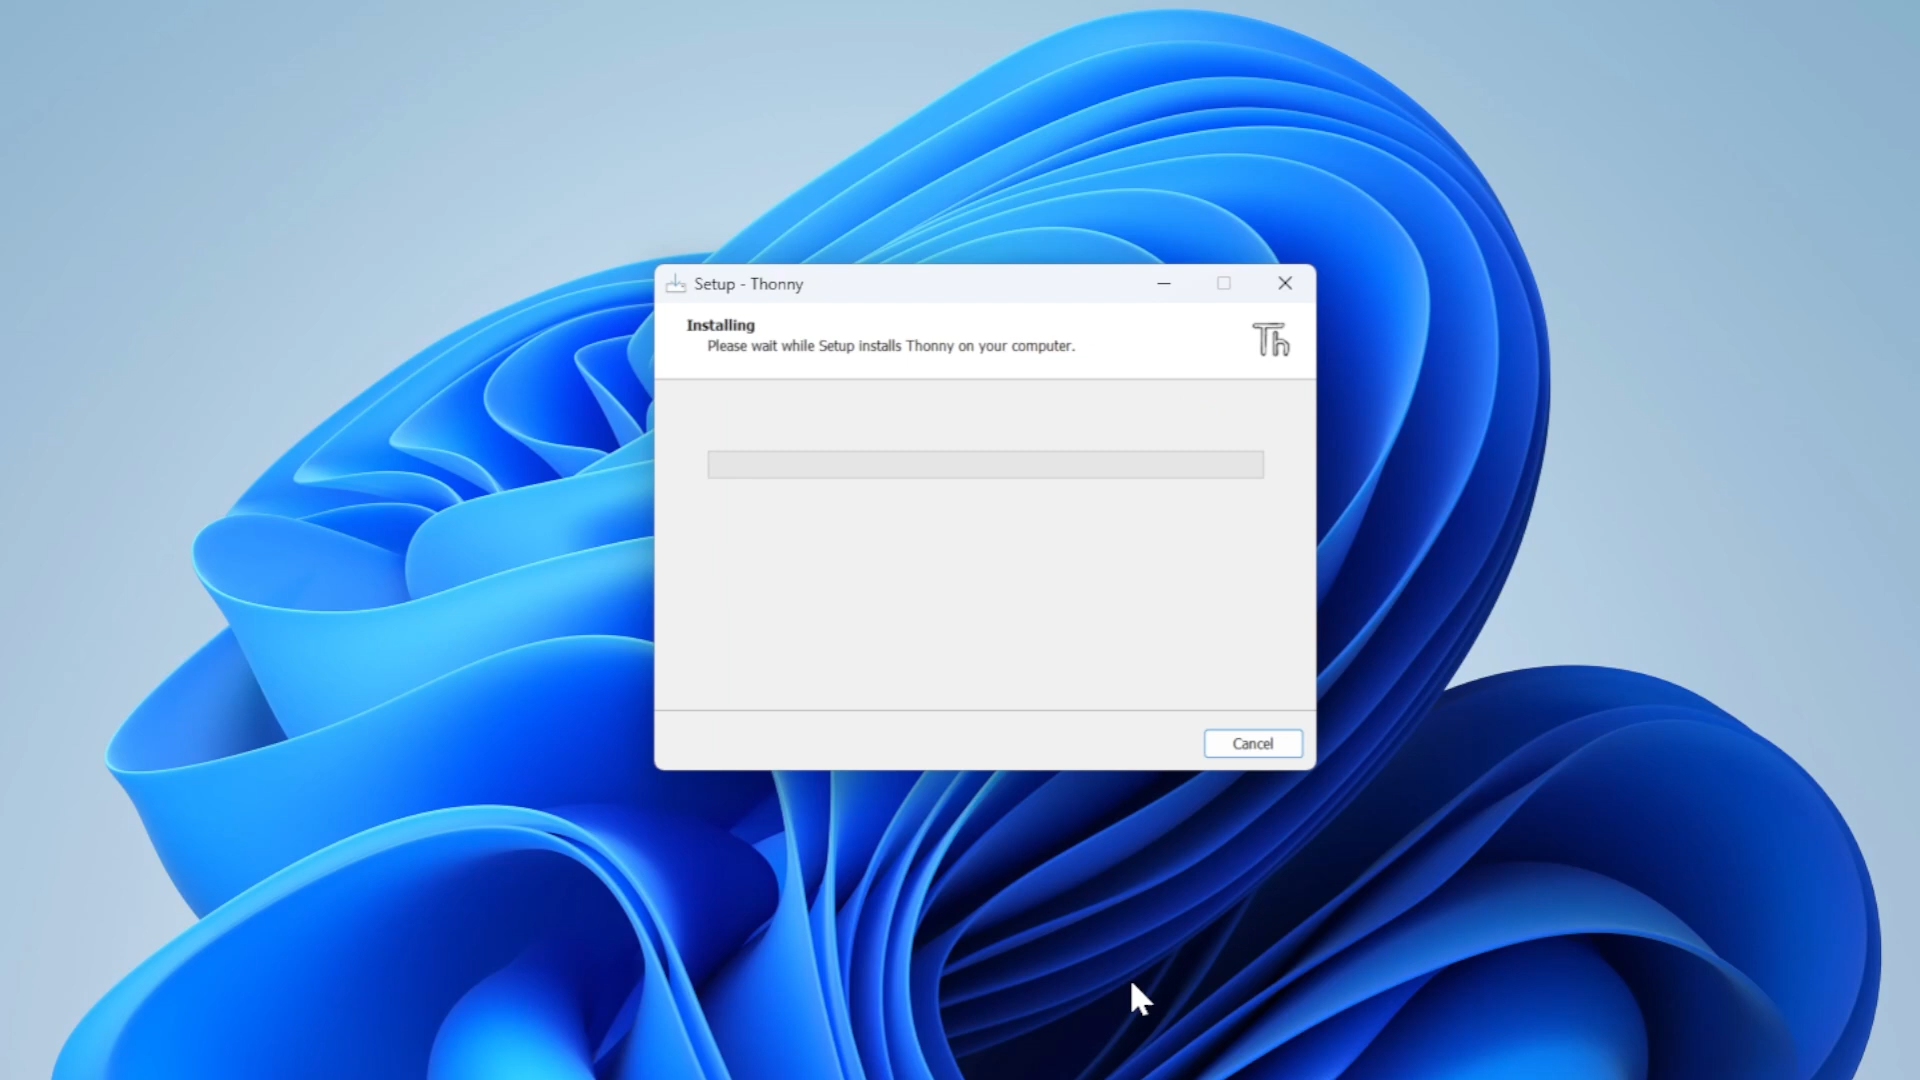 Setup - Thonny
Installing
Please wait while Setup installs Thonny on your computer.
Th
Cancel